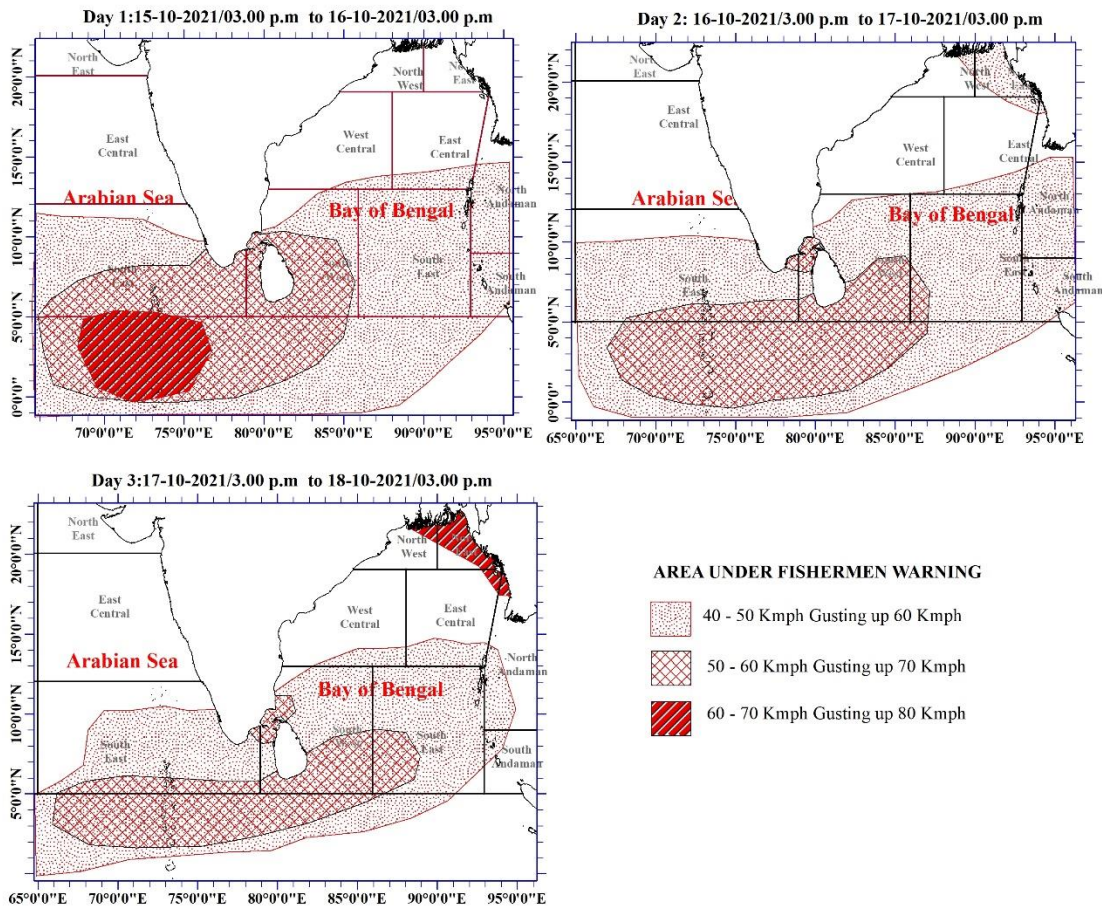 Day 1:15-10-2021/03.00 p.m to 16-10-2021/03.00 p.m
20°0'0"N
15°0'0"N
10°0'0"N
5°0'0"N
0°0'0"
North
East
North
West
East
East
Central
West
Central
East
Central
Arabian Sea
Bay of Bengal
North
Andaman
South
East
South
East
South
Andaman
70°0'0"E
75°0'0"E
80°0'0"E
85°0'0"E
90°0'0"E
95°0'0"E
Day 2: 16-10-2021/03.00 p.m to 17-10-2021/03.00 p.m
20°0'0"N
15°0'0"N
10°0'0"N
5°0'0"N
0°0'0"
North
East
North
West
East
East
Central
West
Central
East
Central
Arabian Sea
Bay of Bengal
North
Andaman
South
East
South
West
South
East
South
Andaman
65°0'0"E
70°0'0"E
75°0'0"E
80°0'0"E
85°0'0"E
90°0'0"E
95°0'0"E
Day 3:17-10-2021/3.00 p.m to 18-10-2021/03.00 p.m
20°0'0"N
15°0'0"N
10°0'0"N
5°0'0"N
North
East
North
West
East
Central
West
Central
East
Central
Arabian Sea
Bay of Bengal
North
Andaman
South
East
South
West
South
East
South
Andaman
65°0'0"E
70°0'0"E
75°0'0"E
80°0'0"E
85°0'0"E
90°0'0"E
95°0'0"E
AREA UNDER FISHERMEN WARNING
40 - 50 Kmph Gusting up 60 Kmph
50 - 60 Kmph Gusting up 70 Kmph
60 - 70 Kmph Gusting up 80 Kmph